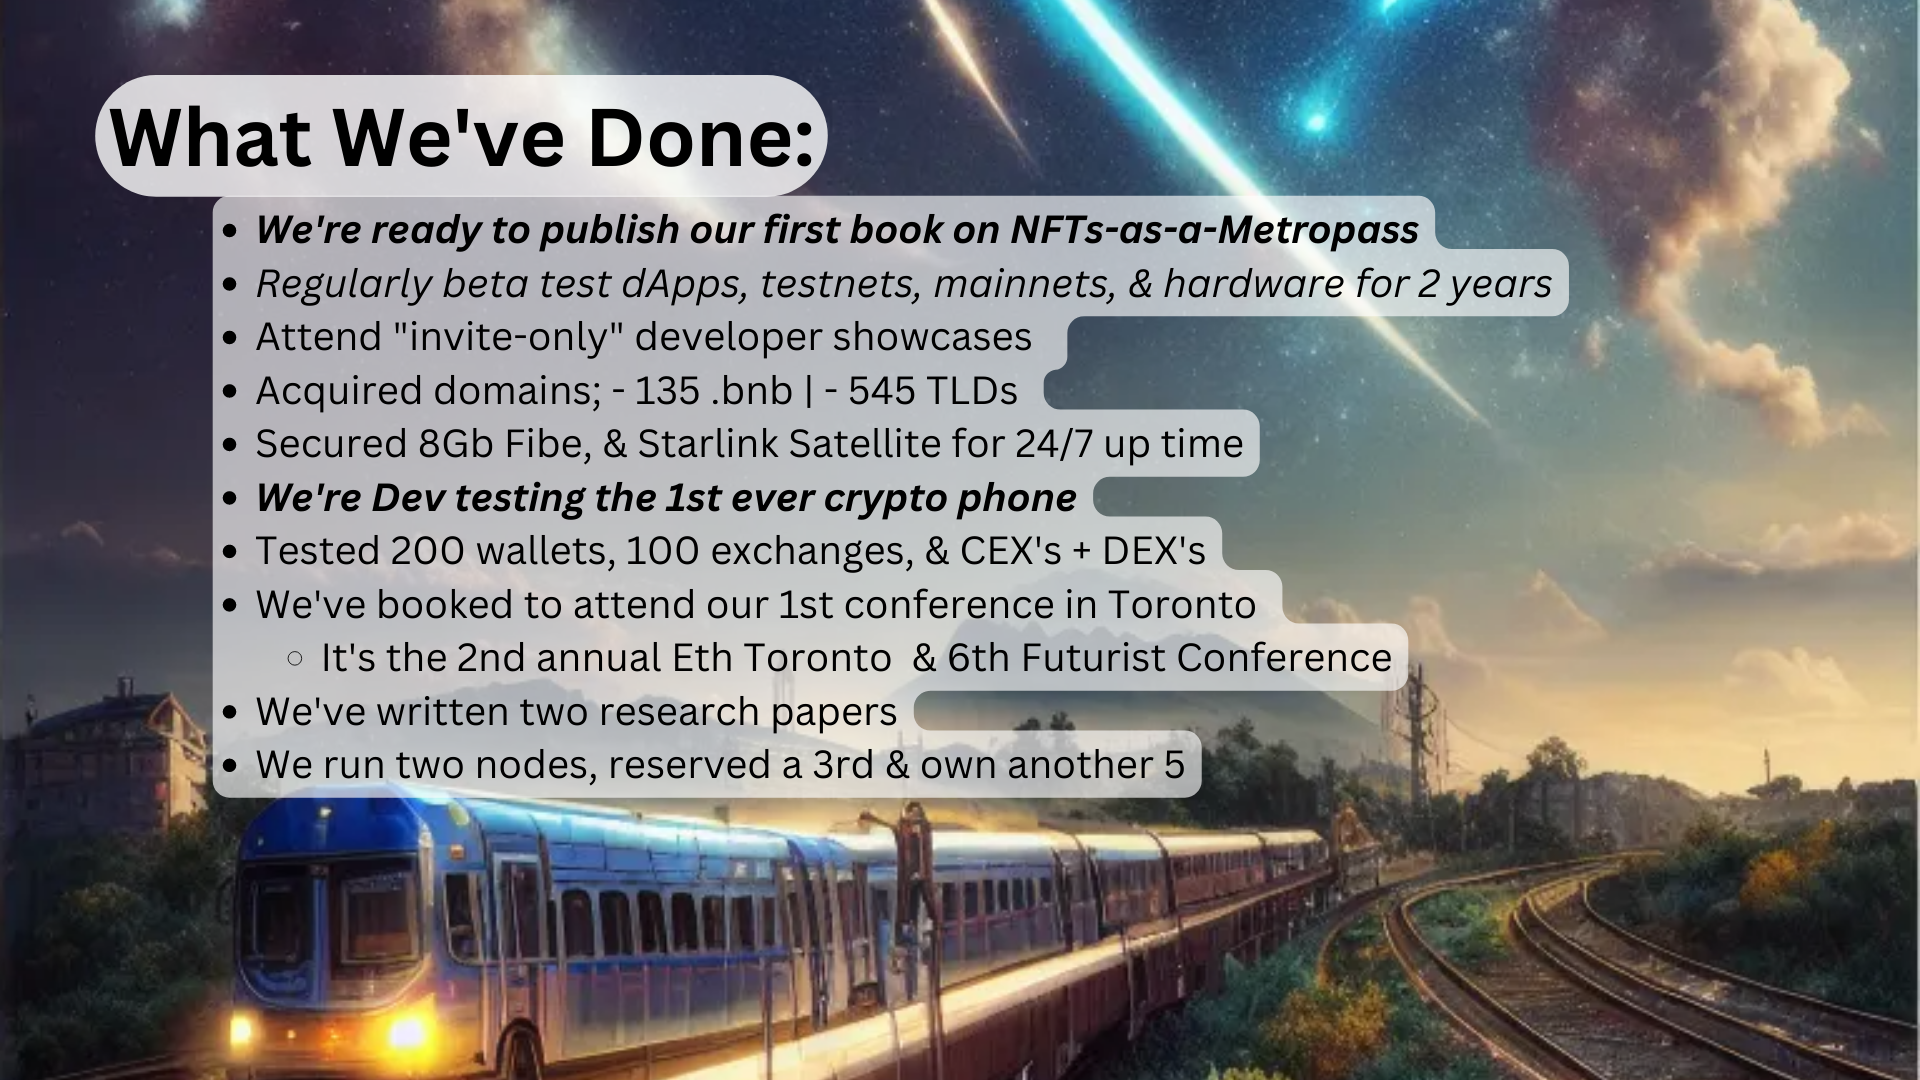 What We've Done:
• We're ready to publish our first book on NFTs-as-a-Metropass
• Regularly beta test dApps, testnets, mainnets, & hardware for 2 years
• Attend "invite-only" developer showcases
• Acquired domains; - 135 .bnb | - 545 TLDs
• Secured 8Gb Fibe, & Starlink Satellite for 24/7 up time
• We're Dev testing the 1st ever crypto phone
• Tested 200 wallets, 100 exchanges, & CEX's + DEX's
• We've booked to attend our 1st conference in Toronto
◦ It's the 2nd annual Eth Toronto & 6th Futurist Conference
• We've written two research papers
• We run two nodes, reserved a 3rd & own another 5